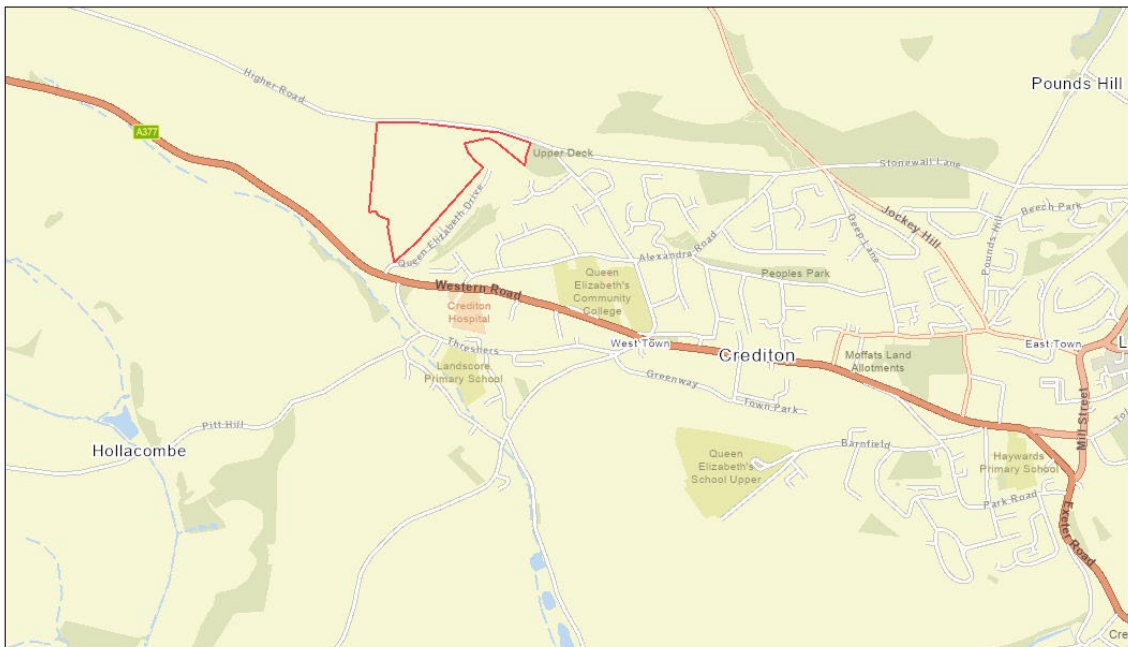 Higher Road
A377
Pounds Hill
Upper Deck
Stonewall Lane
Jockey Hill
Beech Park
Pounds Hill
Deep Lane
Queen Elizabeth Drive
Alexandra Road
Peoples Park
Queen
Elizabeth's
Community
College
Western Road
Crediton
Hospital
West Town
Crediton
East Town
L
Moffats Land
Allotments
Threshers
Landscore
Primary School
Greenway
Town Park
Mill Street
Pitt Hill
Hollacombe
Queen
Elizabeth's
School Upper
Barnfield
Haywards
Primary School
Park Road
Exeter Road
Cre